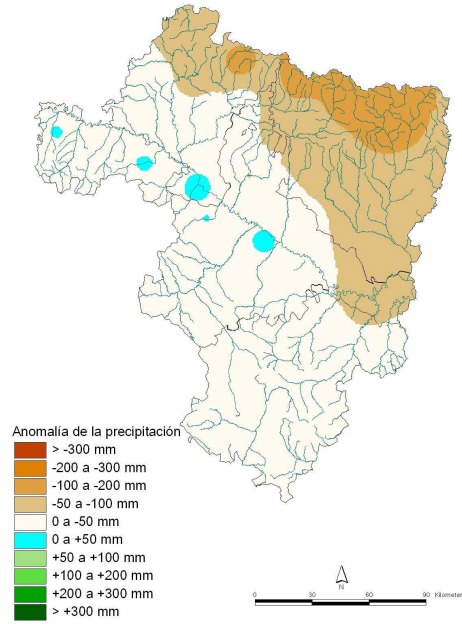 Anomalía de la precipitación
> -300 mm
-200 a -300 mm
-100 a -200 mm
-50 a -100 mm
0 a -50 mm
0 a +50 mm
+50 a +100 mm
+100 a +200 mm
+200 a +300 mm
> +300 mm
N
0 30 60 90 Kilometer